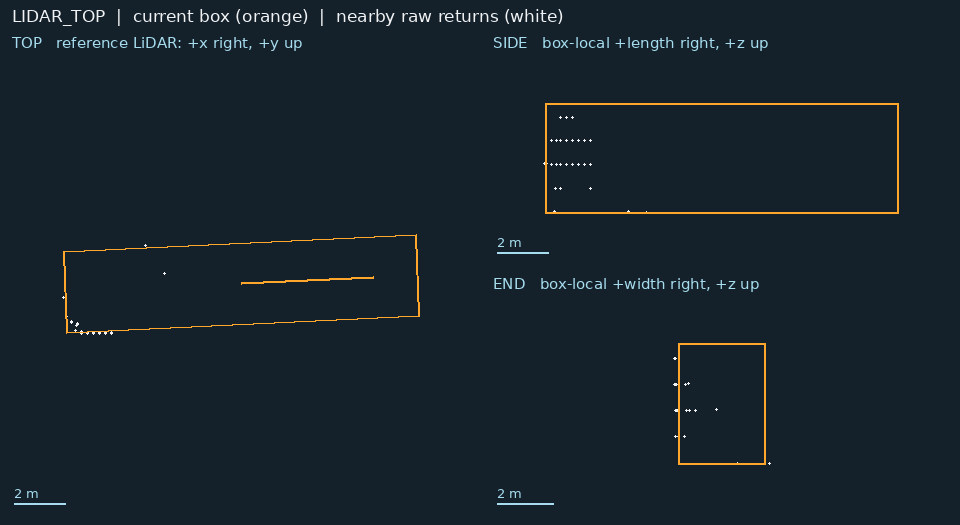 LIDAR_TOP | current box (orange) | nearby raw returns (white)
TOP reference LiDAR: +x right, +y up
SIDE box-local +length right, +z up
2 m
END box-local +width right, +z up
2 m
2 m